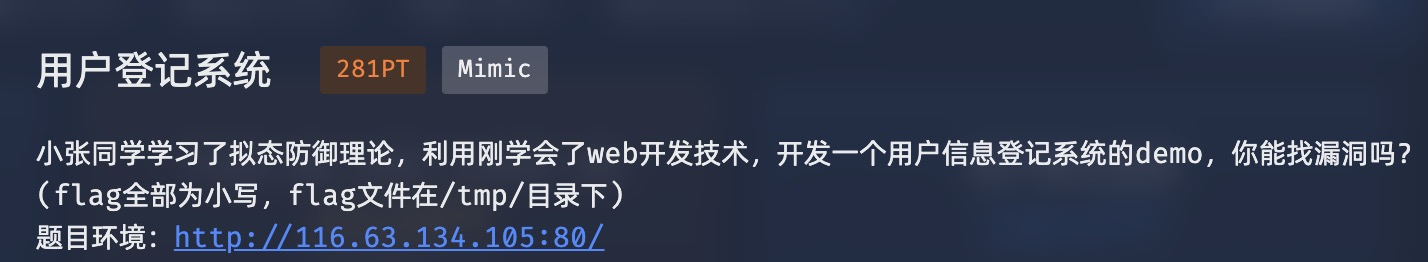 用户登记系统 281PT Mimic
小张同学学习了拟态防御理论，利用刚学会了web开发技术，开发一个用户信息登记系统的demo，你能找漏洞吗？
(flag全部为小写，flag文件在/tmp/目录下)
题目环境：http://116.63.134.105:80/